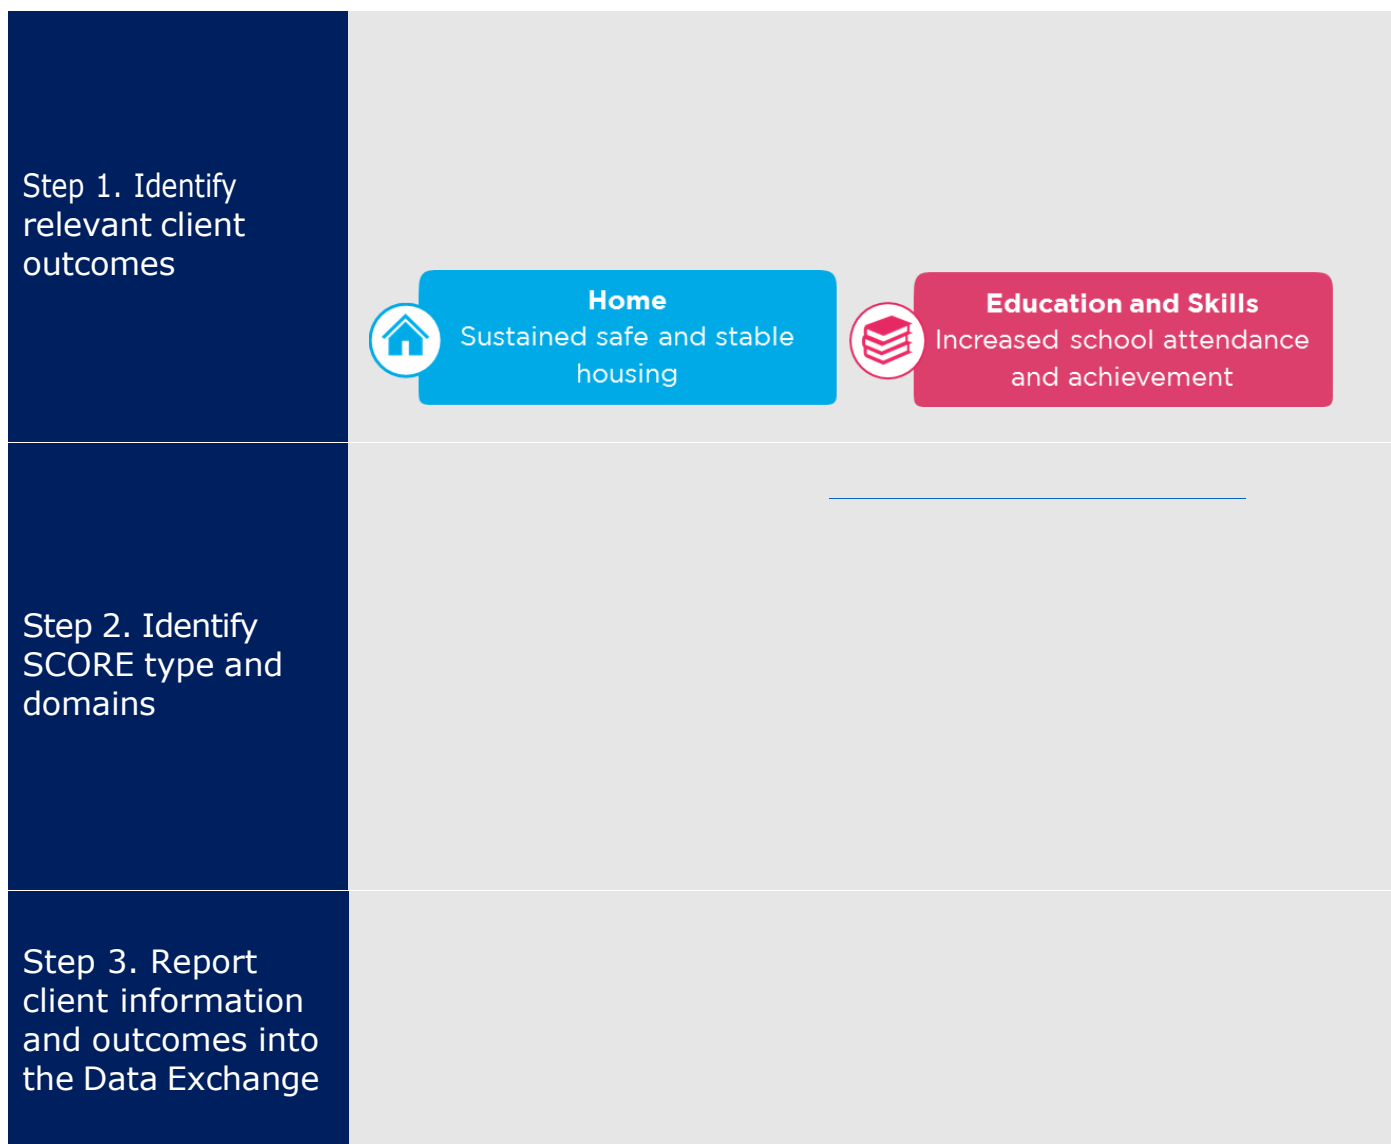 Step 1. Identify
relevant client
outcomes
Home
Sustained safe and stable
housing
Education and Skills
Increased school attendance
and achievement
Step 2. Identify
SCORE type and
domains
Step 3. Report
client information
and outcomes into
the Data Exchange